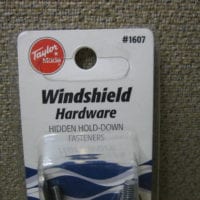 Taylor
Made
#1607
Windshield
Hardware
HIDDEN HOLD-DOWN
FASTENERS